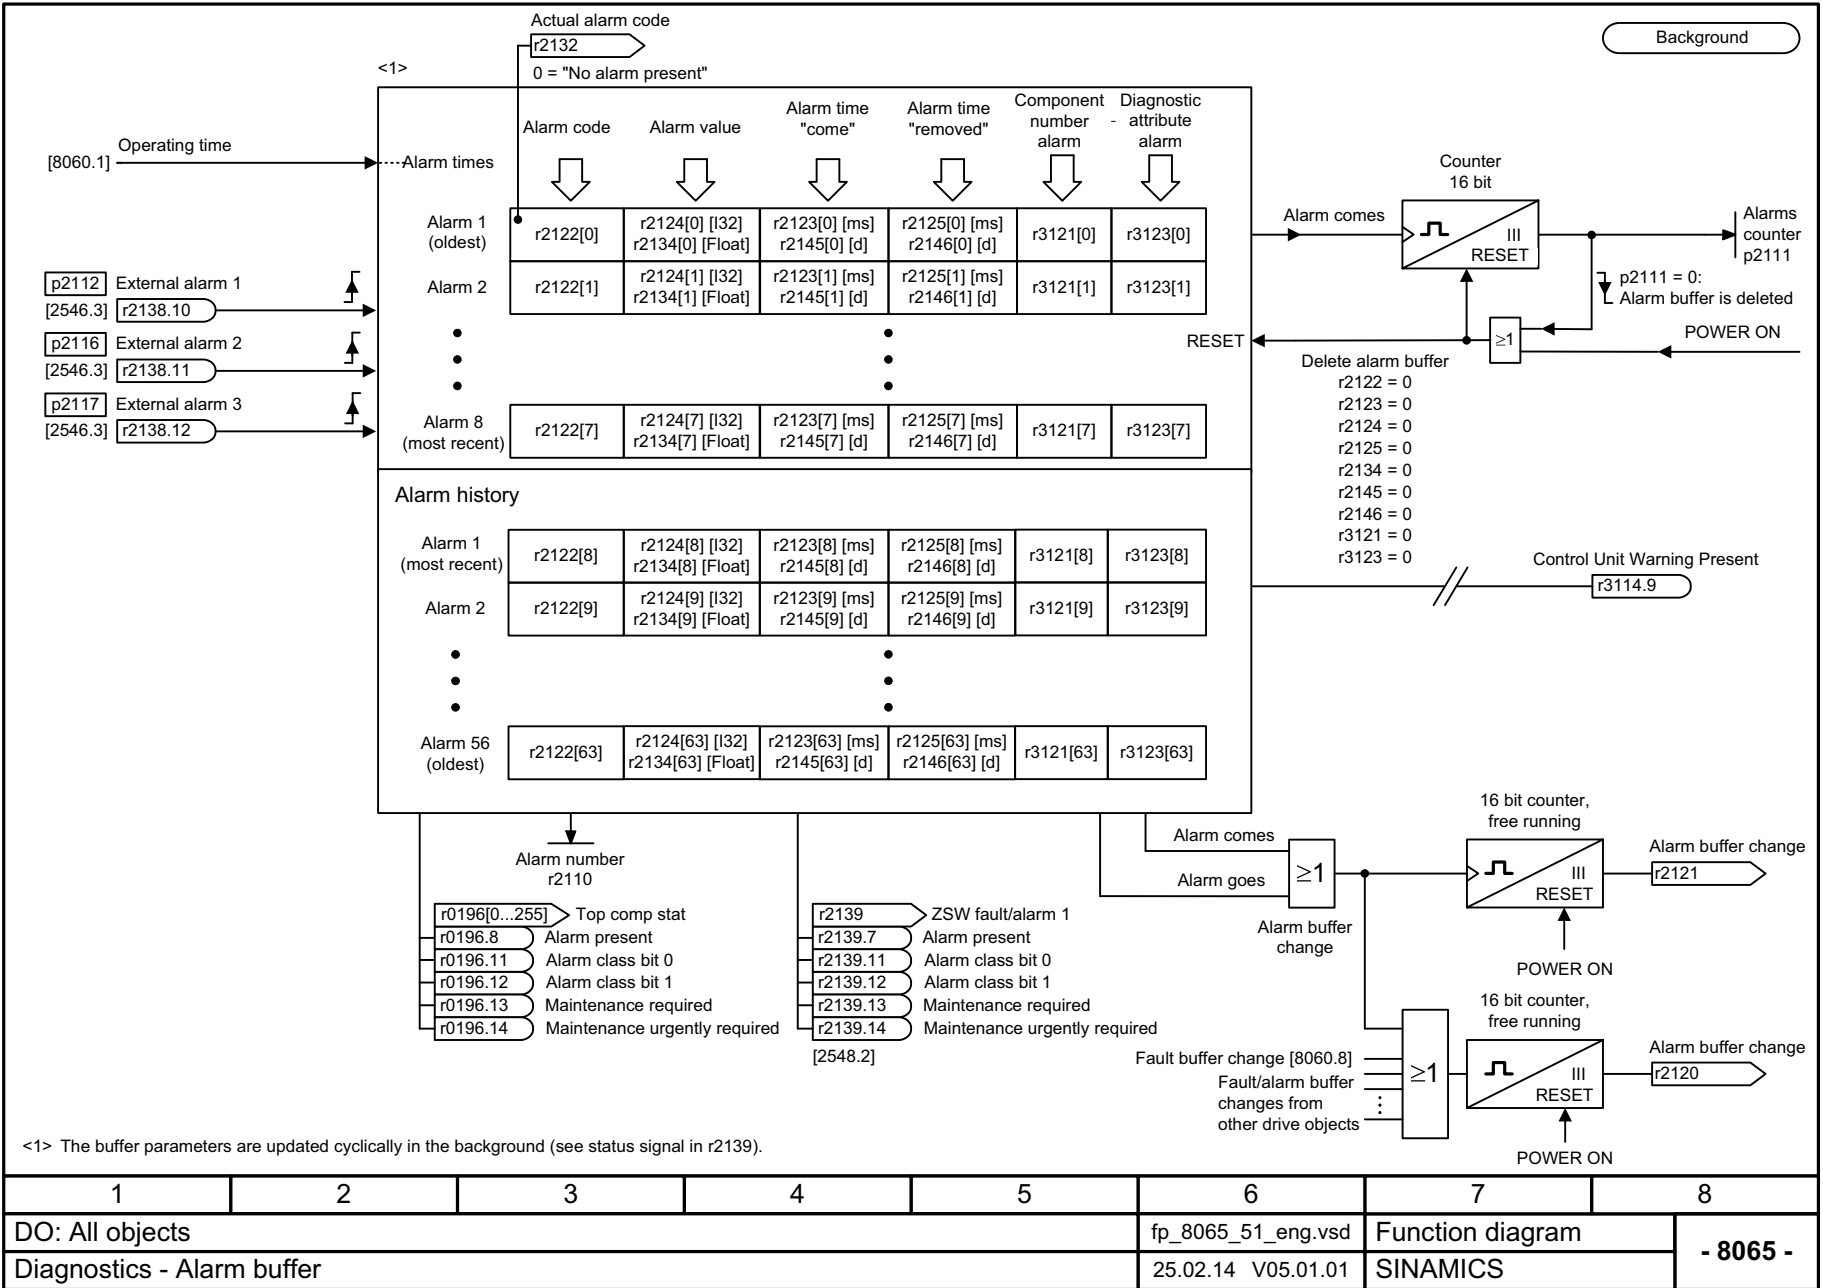 Actual alarm code
r2132
0 = "No alarm present"
Background
<1>
Alarm code
Alarm value
Alarm time
"come"
Alarm time
"removed"
Component
number
alarm
-
Diagnostic
attribute
alarm
[8060.1]
Operating time
Alarm times
Alarm 1
(oldest)
r2122[0]
r2124[0] [I32]
r2134[0] [Float]
r2123[0] [ms]
r2145[0] [d]
r2125[0] [ms]
r2146[0] [d]
r3121[0]
r3123[0]
Alarm 2
r2122[1]
r2124[1] [I32]
r2134[1] [Float]
r2123[1] [ms]
r2145[1] [d]
r2125[1] [ms]
r2146[1] [d]
r3121[1]
r3123[1]
Alarm 8
(most recent)
r2122[7]
r2124[7] [I32]
r2134[7] [Float]
r2123[7] [ms]
r2145[7] [d]
r2125[7] [ms]
r2146[7] [d]
r3121[7]
r3123[7]
p2112 External alarm 1
[2546.3] r2138.10
p2116 External alarm 2
[2546.3] r2138.11
p2117 External alarm 3
[2546.3] r2138.12
Alarm comes
Counter
16 bit
III
RESET
Alarms
counter
p2111
p2111 = 0:
Alarm buffer is deleted
POWER ON
≥1
RESET
Delete alarm buffer
r2122 = 0
r2123 = 0
r2124 = 0
r2125 = 0
r2134 = 0
r2145 = 0
r2146 = 0
r3121 = 0
r3123 = 0
Control Unit Warning Present
r3114.9
Alarm history
Alarm 1
(most recent)
r2122[8]
r2124[8] [I32]
r2134[8] [Float]
r2123[8] [ms]
r2145[8] [d]
r2125[8] [ms]
r2146[8] [d]
r3121[8]
r3123[8]
Alarm 2
r2122[9]
r2124[9] [I32]
r2134[9] [Float]
r2123[9] [ms]
r2145[9] [d]
r2125[9] [ms]
r2146[9] [d]
r3121[9]
r3123[9]
Alarm 56
(oldest)
r2122[63]
r2124[63] [I32]
r2134[63] [Float]
r2123[63] [ms]
r2145[63] [d]
r2125[63] [ms]
r2146[63] [d]
r3121[63]
r3123[63]
Alarm number
r2110
r0196[0...255] Top comp stat
r0196.8 Alarm present
r0196.11 Alarm class bit 0
r0196.12 Alarm class bit 1
r0196.13 Maintenance required
r0196.14 Maintenance urgently required
r2139 ZSW fault/alarm 1
r2139.7 Alarm present
r2139.11 Alarm class bit 0
r2139.12 Alarm class bit 1
r2139.13 Maintenance required
r2139.14 Maintenance urgently required
[2548.2]
Alarm comes
Alarm goes
≥1
Alarm buffer
change
16 bit counter,
free running
III
RESET
POWER ON
Alarm buffer change
r2121
Fault buffer change [8060.8]
Fault/alarm buffer
changes from
other drive objects
≥1
16 bit counter,
free running
III
RESET
POWER ON
Alarm buffer change
r2120
<1> The buffer parameters are updated cyclically in the background (see status signal in r2139).
1 2 3 4 5 6 7 8
DO: All objects
fp_8065_51_eng.vsd
Function diagram
- 8065 -
Diagnostics - Alarm buffer
25.02.14 V05.01.01
SINAMICS